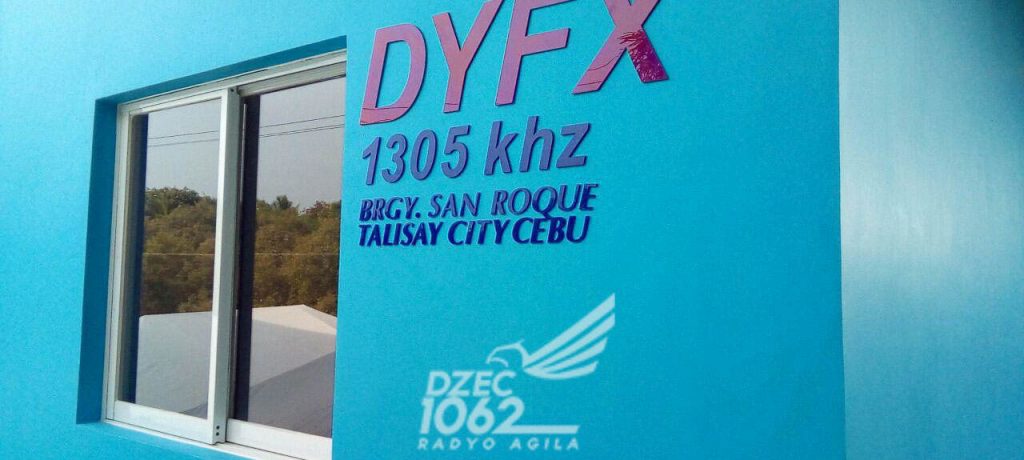 DYFX
1305 khz
BRGY. SAN ROQUE
TALISAY CITY CEBU
DZEC
1062
RADYO AGILA